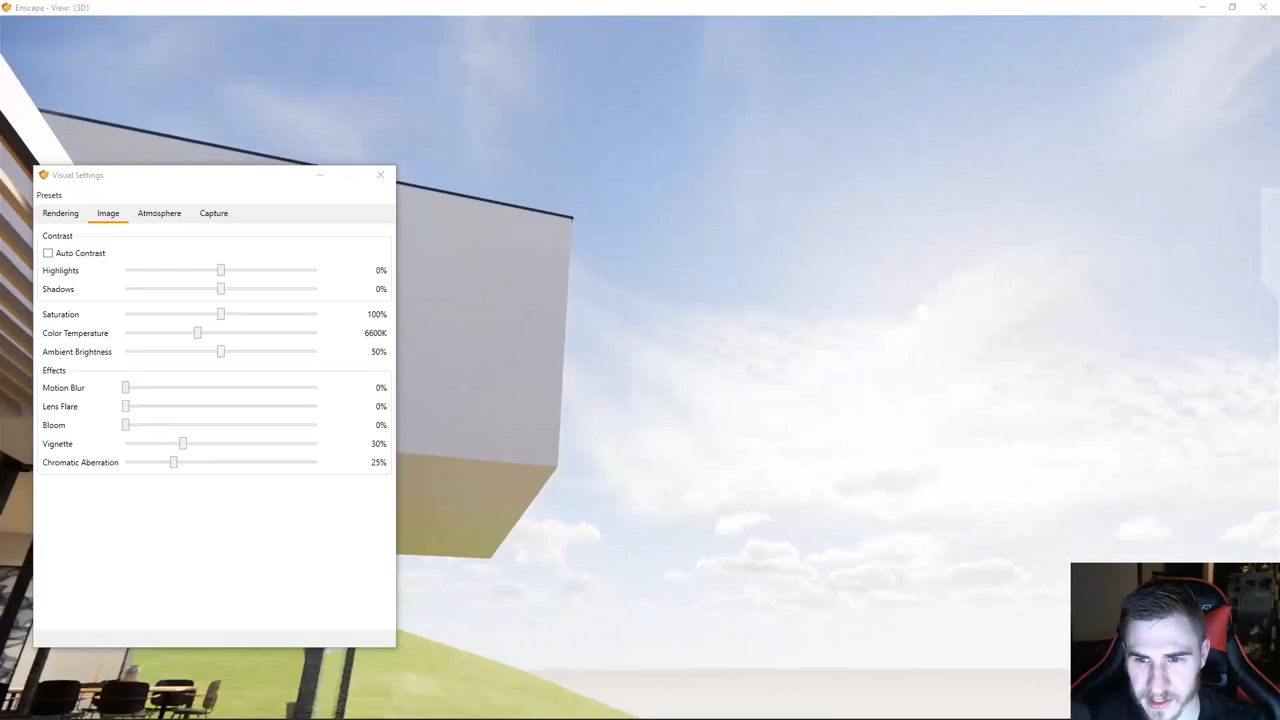 Enscape - View: '{3D}'
Visual Settings
Presets
Rendering Image Atmosphere Capture
Contrast
Auto Contrast
Highlights 0%
Shadows 0%
Saturation 100%
Color Temperature 6600K
Ambient Brightness 50%
Effects
Motion Blur 0%
Lens Flare 0%
Bloom 0%
Vignette 30%
Chromatic Aberration 25%